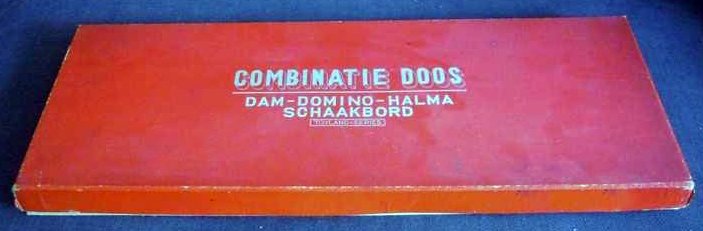 COMBINATIE DOOS
DAM-DOMINO-HALMA
SCHAAKBORD